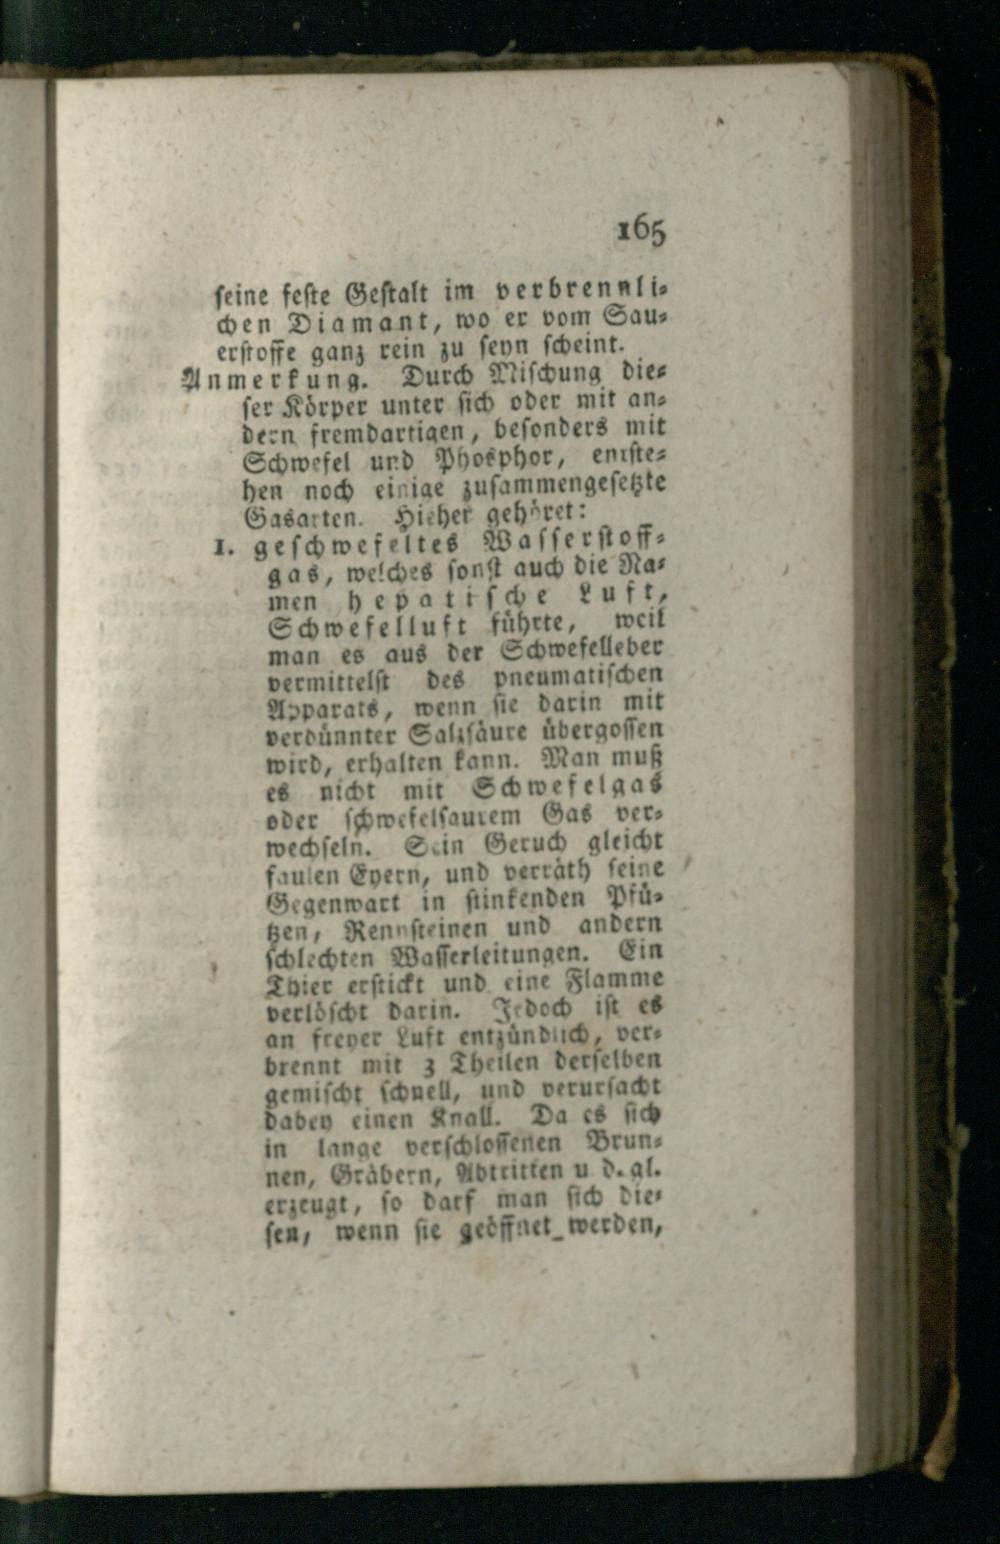 165
seine feste Gestalt im verbrennli-
chen Diamant, wo er vom Sau-
erstoffe ganz rein zu seyn scheint.
Anmerkung. Durch Mischung die-
ser Körper unter sich oder mit an-
dern fremdartigen, besonders mit
Schwefel und Phosphor, entste-
hen noch einige zusammengesetzte
Gasarten. Hieher gehöret:
1. geschwefeltes Wasserstoff-
gas, welches sonst auch die Na-
men hepatische Luft,
Schwefelluft führte, weil
man es aus der Schwefelleber
vermittelst des pneumatischen
Apparats, wenn sie darin mit
verdünnter Salzsäure übergossen
wird, erhalten kann. Man muß
es nicht mit Schwefelgas
oder schwefelsaurem Gas ver-
wechseln. Sein Geruch gleicht
faulen Eyern, und verräth seine
Gegenwart in stinkenden Pfü-
tzen, Rennsteinen und andern
schlechten Wasserleitungen. Ein
Thier erstickt und eine Flamme
verlöscht darin. Jedoch ist es
an freyer Luft entzündlich, ver-
brennt mit 3 Theilen derselben
gemischt schnell, und verursacht
dabey einen Knall. Da es sich
in lange verschlossenen Brun-
nen, Gräbern, Abtritten u d. gl.
erzeugt, so darf man sich die-
sen, wenn sie geöffnet werden,